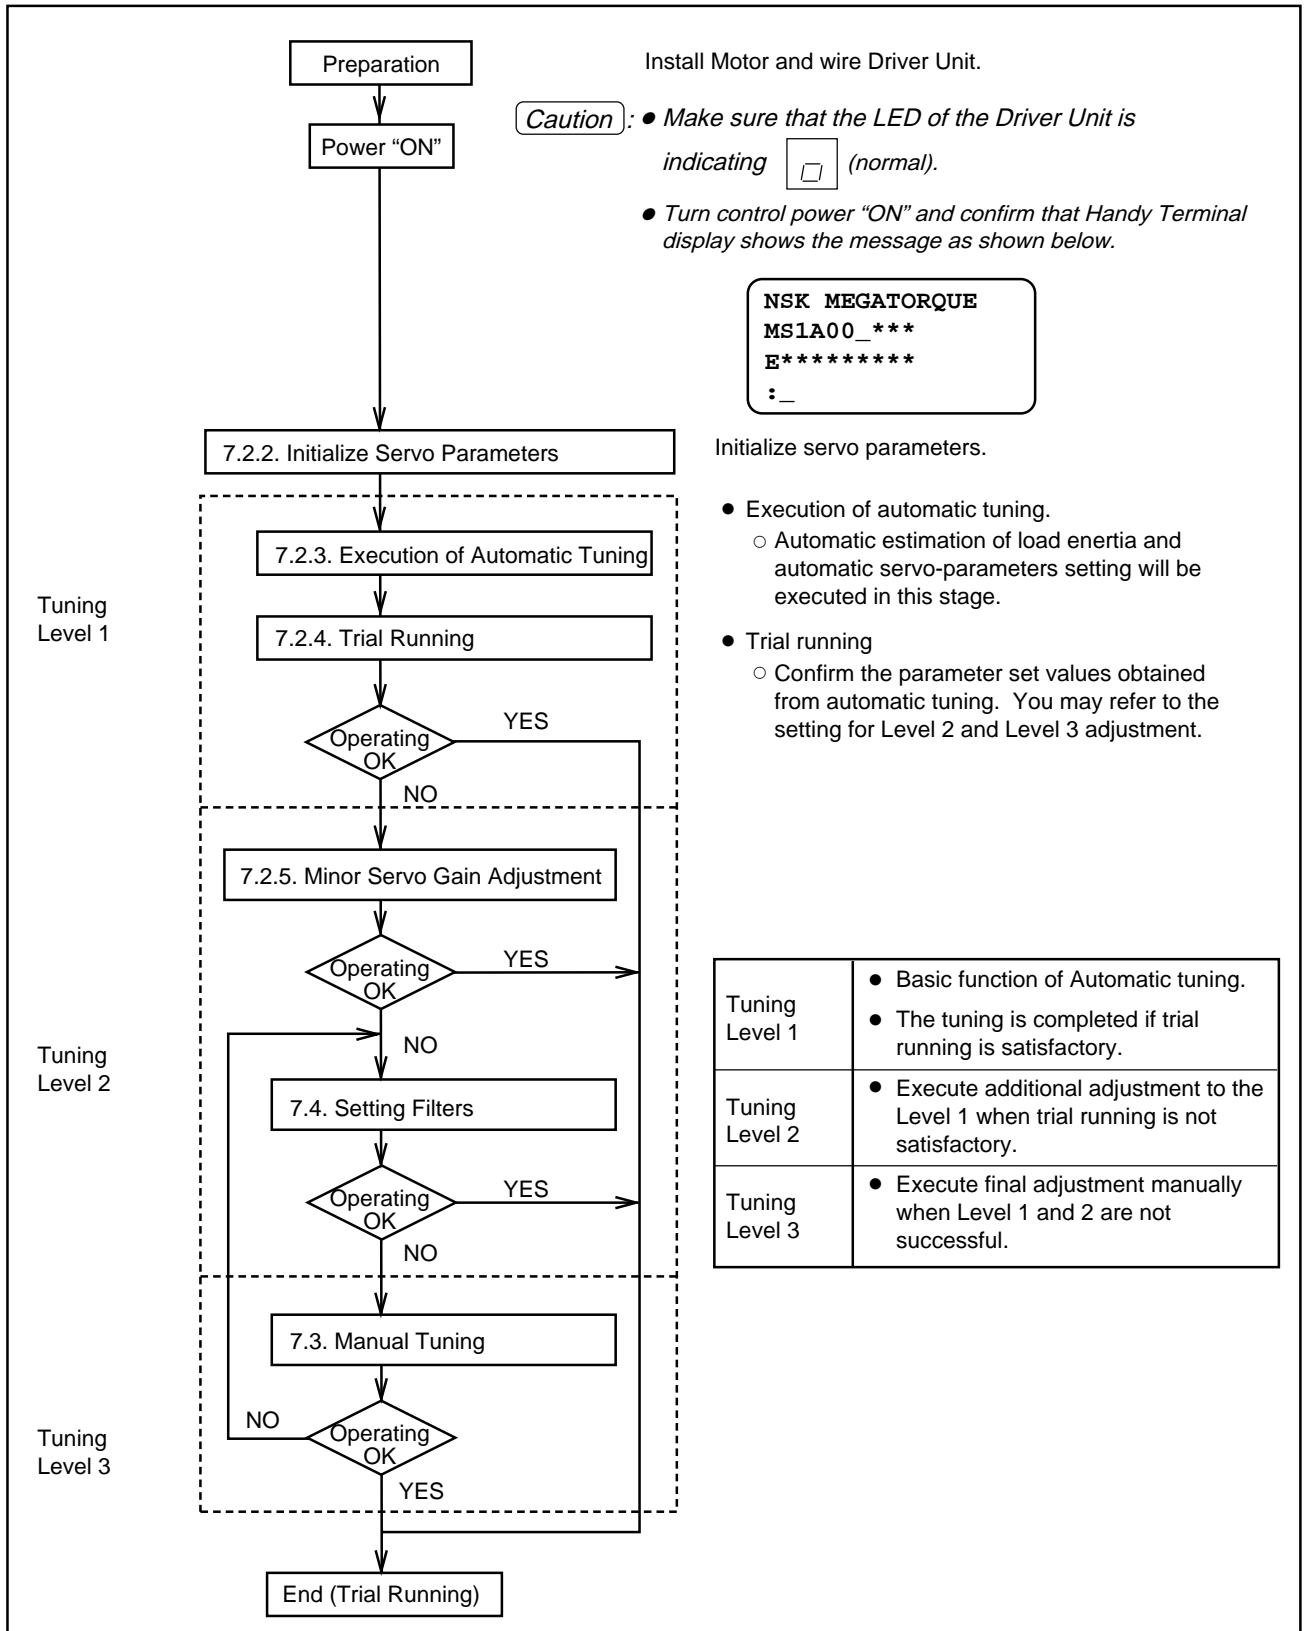 Preparation
Install Motor and wire Driver Unit.
Caution : ● Make sure that the LED of the Driver Unit is
indicating (normal).
Power “ON”
● Turn control power “ON” and confirm that Handy Terminal
display shows the message as shown below.
NSK MEGATORQUE
MS1A00_***
E*********
:_
7.2.2. Initialize Servo Parameters
Initialize servo parameters.
Tuning
Level 1
7.2.3. Execution of Automatic Tuning
7.2.4. Trial Running
Operating
OK
YES
NO
● Execution of automatic tuning.
○ Automatic estimation of load enertia and
automatic servo-parameters setting will be
executed in this stage.
● Trial running
○ Confirm the parameter set values obtained
from automatic tuning. You may refer to the
setting for Level 2 and Level 3 adjustment.
Tuning
Level 2
7.2.5. Minor Servo Gain Adjustment
Operating
OK
YES
NO
7.4. Setting Filters
Operating
OK
YES
NO
Tuning
Level 1
● Basic function of Automatic tuning.
● The tuning is completed if trial
running is satisfactory.
Tuning
Level 2
● Execute additional adjustment to the
Level 1 when trial running is not
satisfactory.
Tuning
Level 3
● Execute final adjustment manually
when Level 1 and 2 are not
successful.
Tuning
Level 3
7.3. Manual Tuning
NO
Operating
OK
YES
End (Trial Running)